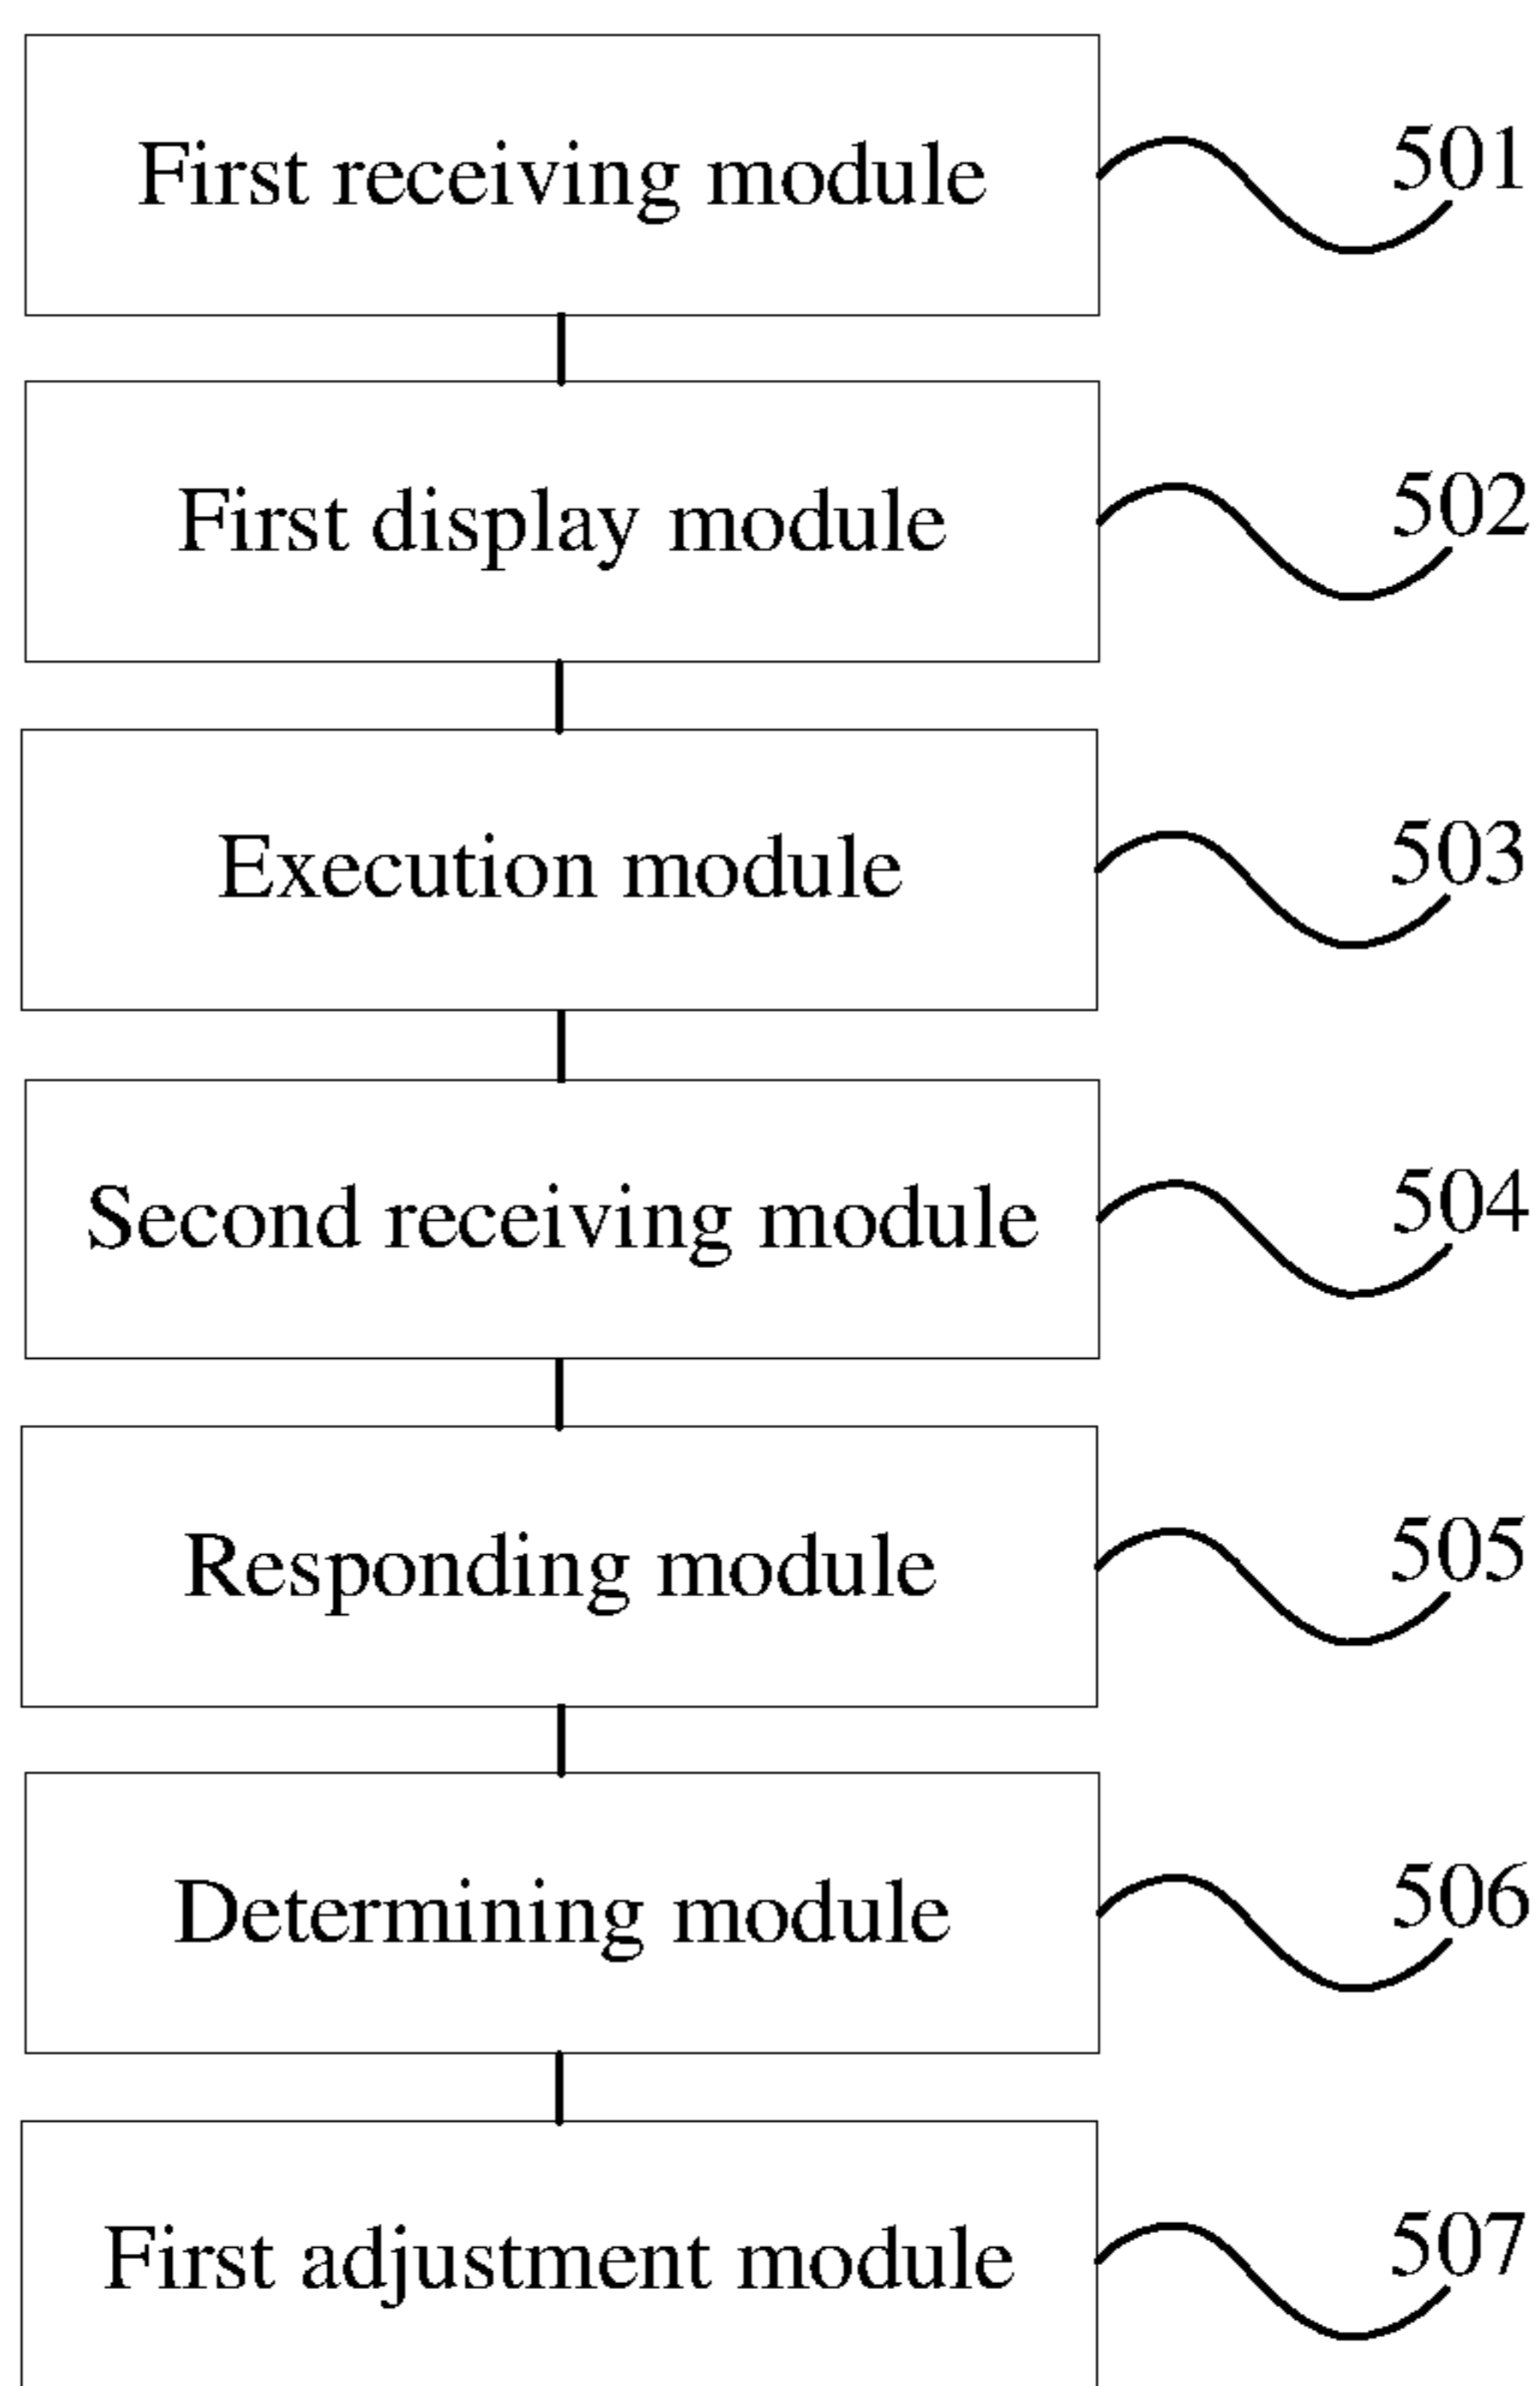 First receiving module 501
First display module 502
Execution module 503
Second receiving module 504
Responding module 505
Determining module 506
First adjustment module 507